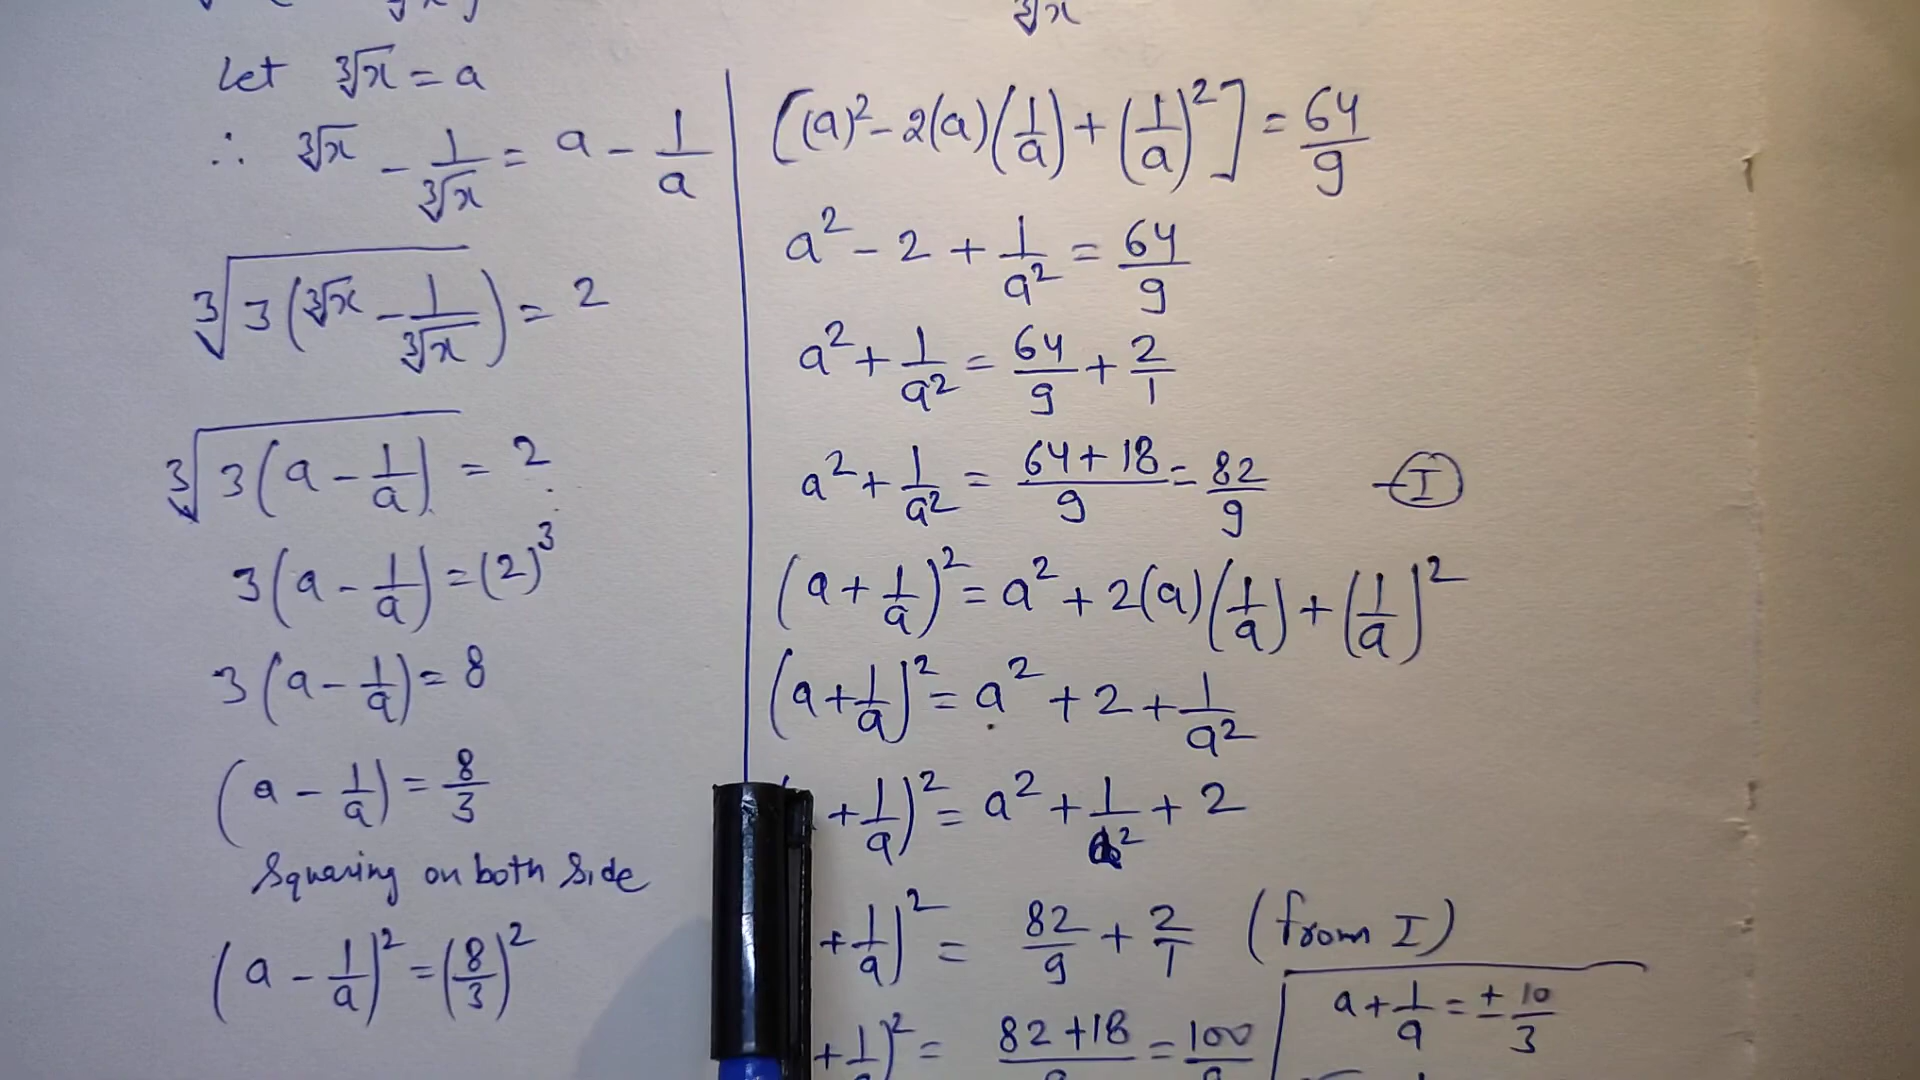 Let ∛x = a
∴ ∛x - 1/∛x = a - 1/a
∛(3(∛x - 1/∛x)) = 2
∛(3(a - 1/a)) = 2
3(a - 1/a) = (2)³
3(a - 1/a) = 8
(a - 1/a) = 8/3
Squaring on both Side
(a - 1/a)² = (8/3)²
∛x
[(a)² - 2(a)(1/a) + (1/a)²] = 64/9
a² - 2 + 1/a² = 64/9
a² + 1/a² = 64/9 + 2/1
a² + 1/a² = (64 + 18)/9 = 82/9 - I
(a + 1/a)² = a² + 2(a)(1/a) + (1/a)²
(a + 1/a)² = a² + 2 + 1/a²
+ 1/a)² = a² + 1/a² + 2
+ 1/a)² = 82/9 + 2/1 (from I)
+ 1/)² = 82 + 18 = 100
a + 1/a = ± 10/3